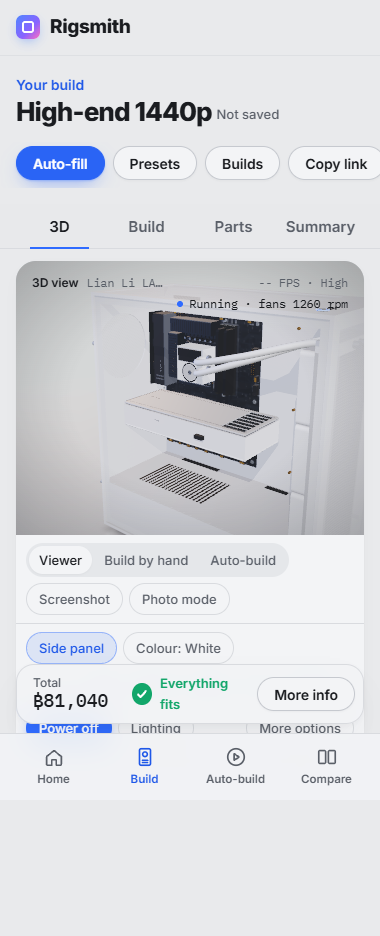 Rigsmith
Your build
High-end 1440p Not saved
Auto-fill Presets Builds Copy link
3D Build Parts Summary
3D view Lian Li LA… -- FPS · High
Running · fans 1260 rpm
Viewer Build by hand Auto-build
Screenshot Photo mode
Side panel Colour: White
Total
฿81,040
Everything
fits
More info
Power off Lighting More options
Home Build Auto-build Compare